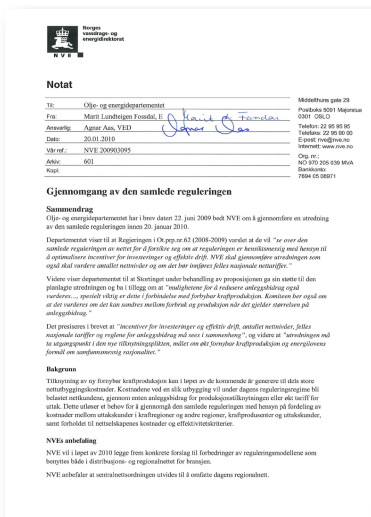 Norges
vassdrags- og
energidirektorat
NVE
Notat
Til: Olje- og energidepartementet
Fra: Marit Lundteigen Fossdal, E
Ansvarlig: Agnar Aas, VED
Dato: 20.01.2010
Vår ref.: NVE 200903095
Arkiv: 601
Kopi:
Marit L Fossdal
Agnar Aas
Middelthuns gate 29
Postboks 5091 Majorstua
0301 OSLO
Telefon: 22 95 95 95
Telefaks: 22 95 90 00
E-post: nve@nve.no
Internett: www.nve.no
Org. nr.:
NO 970 205 039 MVA
Bankkonto:
7694 05 08971
Gjennomgang av den samlede reguleringen
Sammendrag
Olje- og energidepartementet har i brev datert 22. juni 2009 bedt NVE om å gjennomføre en utredning
av den samlede reguleringen innen 20. januar 2010.
Departementet viser til at Regjeringen i Ot.prp.nr.62 (2008-2009) varslet at de vil "se over den
samlede reguleringen av nettet for å forsikre seg om at reguleringen er hensiktsmessig med hensyn til
å optimalisere incentiver for investeringer og effektiv drift. NVE skal gjennomføre utredningen som
også skal vurdere antallet nettnivåer og om det bør innføres felles nasjonale nettariffer."
Videre viser departementet til at Stortinget under behandling av proposisjonen ga sin støtte til den
planlagte utredningen og ba i tillegg om at "mulighetene for å redusere anleggsbidrag også
vurderes..., spesielt viktig er dette i forbindelse med fornybar kraftproduksjon. Komiteen ber også om
at det vurderes om det kan sondres mellom forbruk og produksjon når det gjelder størrelsen på
anleggsbidrag."
Det presiseres i brevet at "incentiver for investeringer og effektiv drift, antallet nettnivåer, felles
nasjonale tariffer og reglene for anleggsbidrag må sees i sammenheng", og videre at "utredningen må
ta utgangspunkt i den nye tilknytningsplikten, målet om økt fornybar kraftproduksjon og energilovens
formål om samfunnsmessig rasjonalitet."
Bakgrunn
Tilknytning av ny fornybar kraftproduksjon kan i løpet av de kommende år generere til dels store
nettutbyggingskostnader. Kostnadene ved en slik utbygging vil under dagens reguleringsregime bli
belastet nettkundene, gjennom enten anleggsbidrag for produksjonstilknytningen eller økt tariff for
uttak. Dette utløser et behov for å gjennomgå den samlede reguleringen med hensyn på fordeling av
kostnader mellom uttakskunder i kraftregioner og andre regioner, kraftprodusenter og uttakskunder,
samt forholdet til nettselskapenes kostnader og effektivitetskriterier.
NVEs anbefaling
NVE vil i løpet av 2010 legge frem konkrete forslag til forbedringer av reguleringsmodellene som
benyttes både i distribusjons- og regionalnettet for bransjen.
NVE anbefaler at sentralnettsordningen utvides til å omfatte dagens regionalnett.